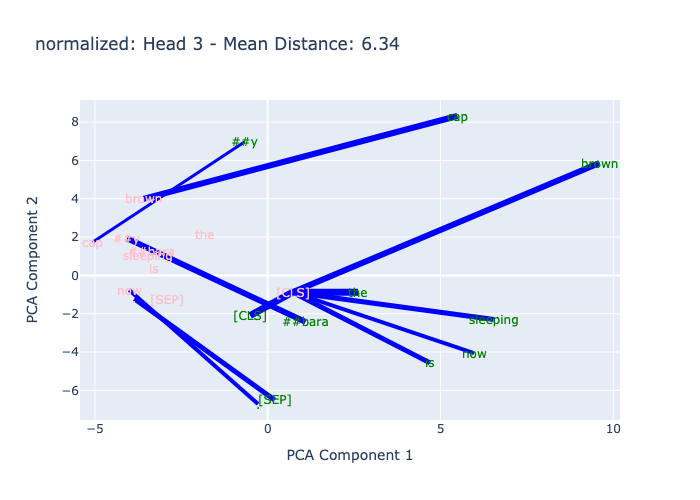 normalized: Head 3 - Mean Distance: 6.34
PCA Component 2
8
6
4
2
0
−2
−4
−6
cap
##y
brown
brown
the
##y
cap
##bara
sleeping
is
now
[SEP]
[CLS]
the
[CLS]
##bara
sleeping
now
is
[SEP]
.
−5
0
5
10
PCA Component 1